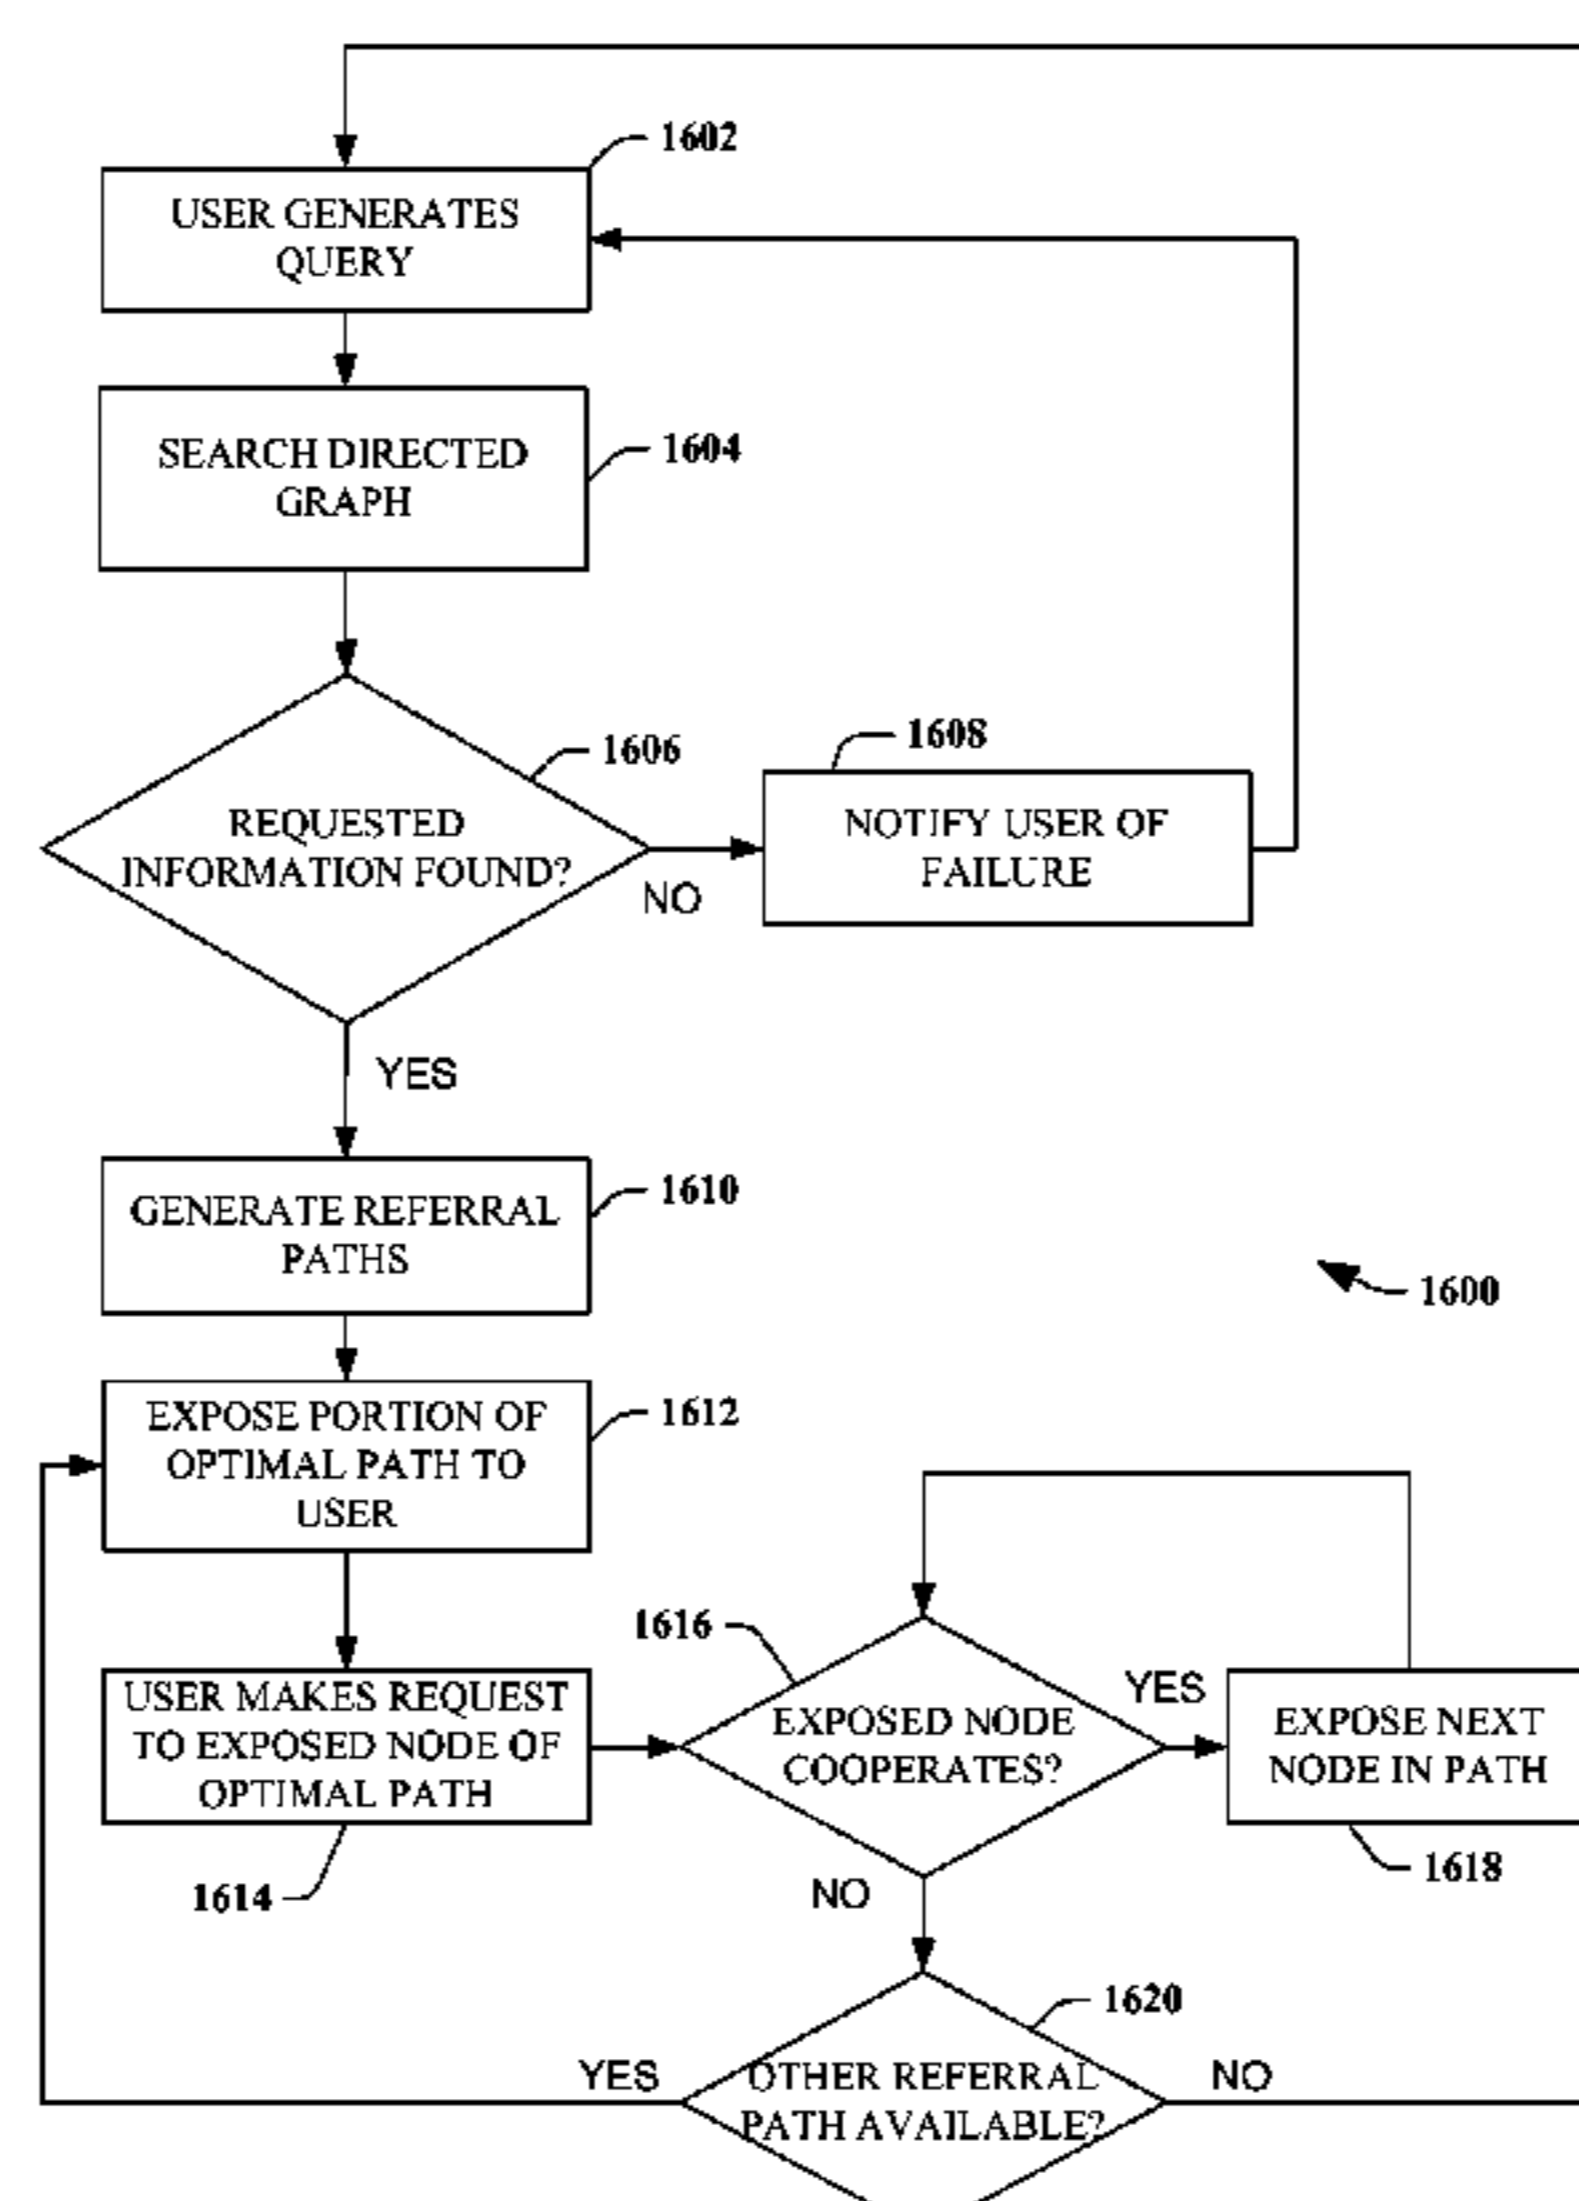 1602
USER GENERATES
QUERY
SEARCH DIRECTED
GRAPH
1604
1606
REQUESTED
INFORMATION FOUND?
NO
1608
NOTIFY USER OF
FAILURE
YES
GENERATE REFERRAL
PATHS
1610
1600
EXPOSE PORTION OF
OPTIMAL PATH TO
USER
1612
USER MAKES REQUEST
TO EXPOSED NODE OF
OPTIMAL PATH
1614
1616
EXPOSED NODE
COOPERATES?
YES
EXPOSE NEXT
NODE IN PATH
1618
NO
1620
YES
OTHER REFERRAL
PATH AVAILABLE?
NO